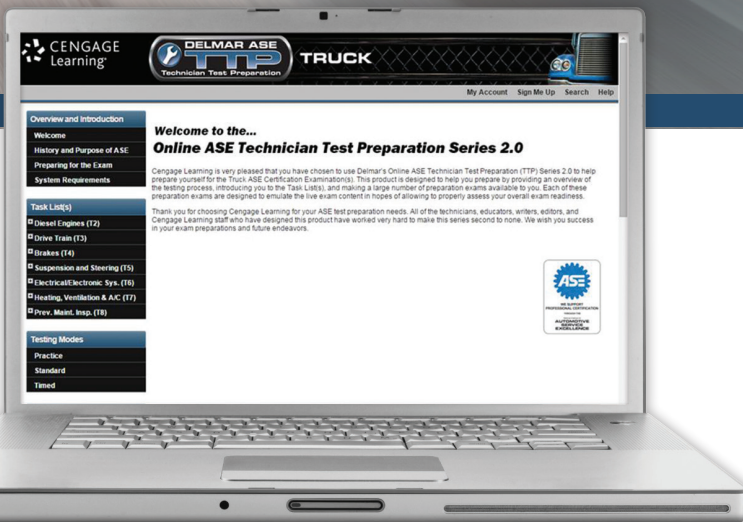 CENGAGE
Learning
DELMAR ASE
TTP
Technician Test Preparation
TRUCK
My Account Sign Me Up Search Help
Overview and Introduction
Welcome
History and Purpose of ASE
Preparing for the Exam
System Requirements
Task List(s)
Diesel Engines (T2)
Drive Train (T3)
Brakes (T4)
Suspension and Steering (T5)
Electrical/Electronic Sys. (T6)
Heating, Ventilation & A/C (T7)
Prev. Maint. Insp. (T8)
Testing Modes
Practice
Standard
Timed
Welcome to the...
Online ASE Technician Test Preparation Series 2.0
Cengage Learning is very pleased that you have chosen to use Delmar's Online ASE Technician Test Preparation (TTP) Series 2.0 to help
prepare yourself for the Truck ASE Certification Examination(s). This product is designed to help you prepare by providing an overview of
the testing process, introducing you to the Task List(s), and making a large number of preparation exams available to you. Each of these
preparation exams are designed to emulate the live exam content in hopes of allowing to properly assess your overall exam readiness.
Thank you for choosing Cengage Learning for your ASE test preparation needs. All of the technicians, educators, writers, editors, and
Cengage Learning staff who have designed this product have worked very hard to make this series second to none. We wish you success
in your exam preparations and future endeavors.
ASE
WE SUPPORT
PROFESSIONAL CERTIFICATION
AUTOMOTIVE
SERVICE
EXCELLENCE